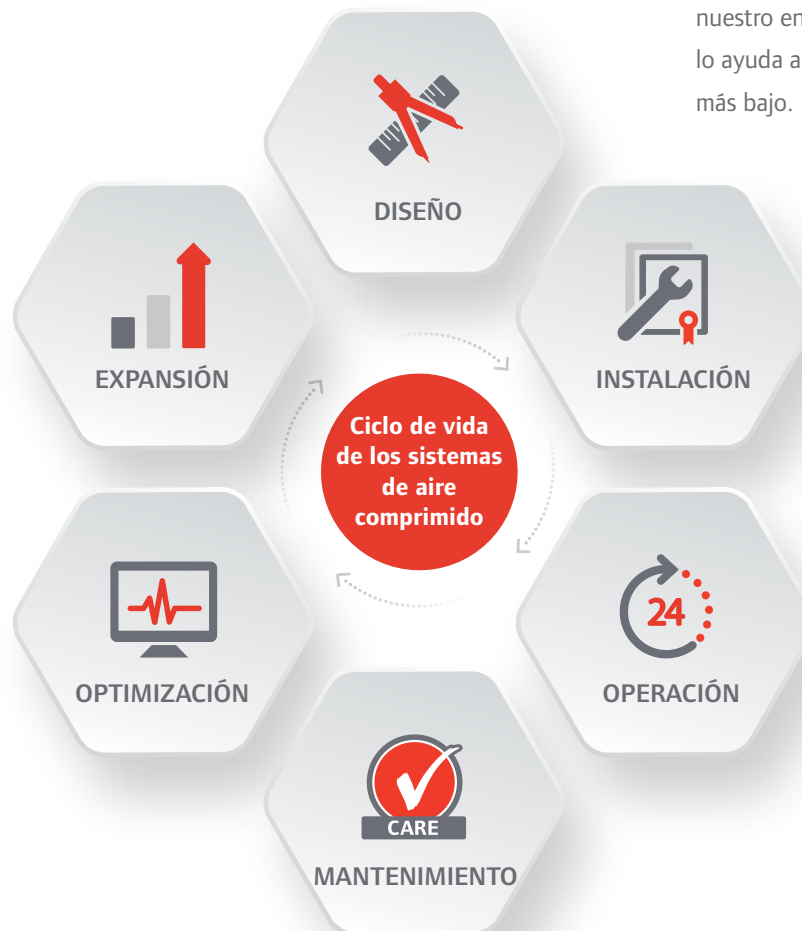 nuestro en
lo ayuda a
más bajo.
DISEÑO
EXPANSIÓN
INSTALACIÓN
Ciclo de vida
de los sistemas
de aire
comprimido
24
OPTIMIZACIÓN
OPERACIÓN
CARE
MANTENIMIENTO